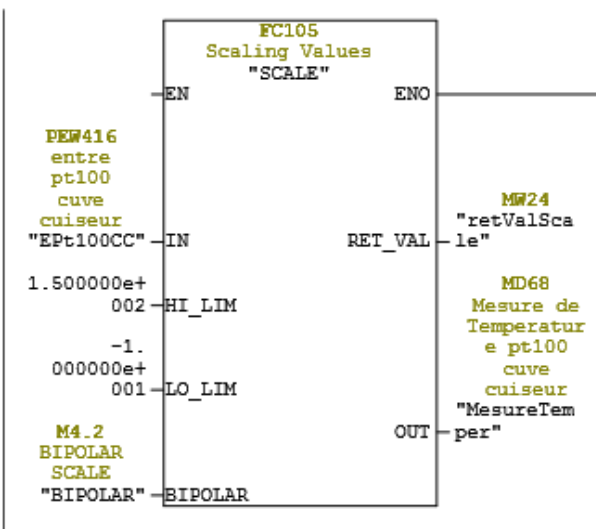 FC105
Scaling Values
"SCALE"
EN
ENO
PEW416
entre
pt100
cuve
cuiseur
"EPt100CC"
IN
MW24
"retValSca
le"
RET_VAL
1.500000e+
002
HI_LIM
-1.
000000e+
001
LO_LIM
MD68
Mesure de
Temperatur
e pt100
cuve
cuiseur
"MesureTem
per"
OUT
M4.2
BIPOLAR
SCALE
"BIPOLAR"
BIPOLAR